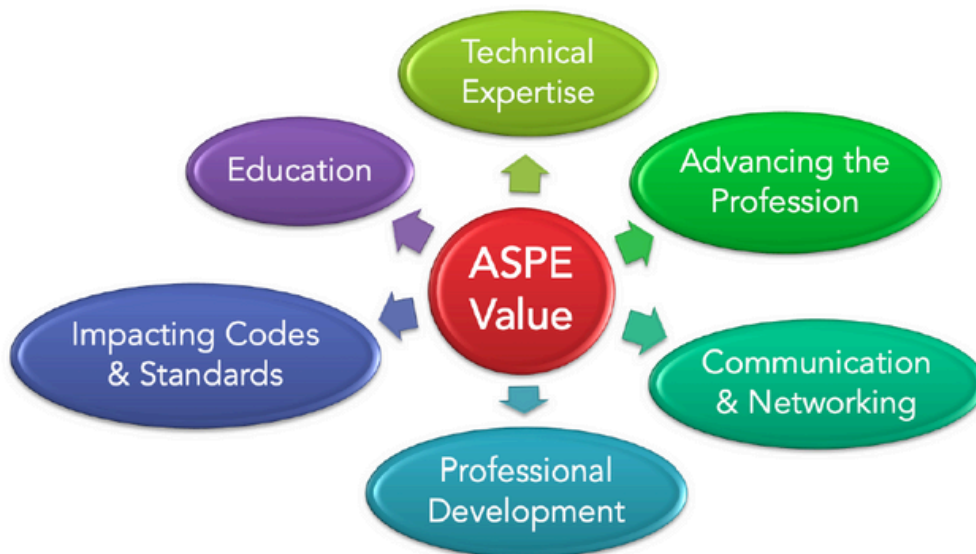 Technical
Expertise
Advancing the
Profession
Communication
& Networking
Professional
Development
Impacting Codes
& Standards
Education
ASPE
Value